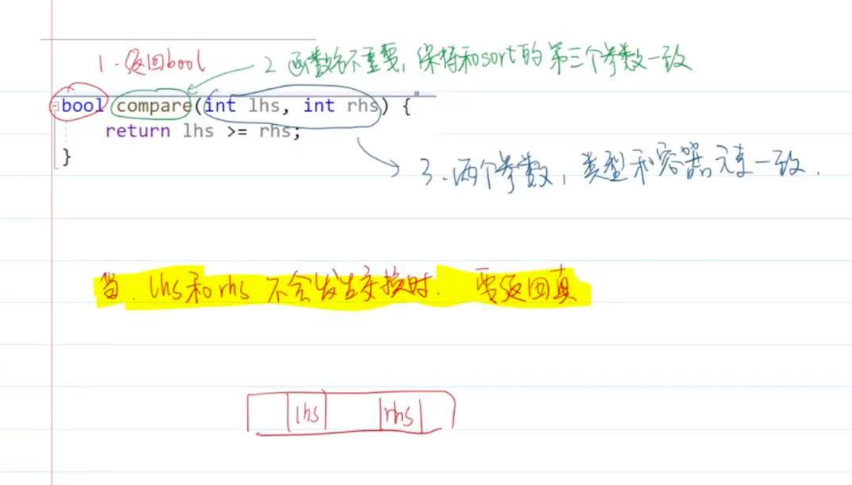 1.返回bool
2 函数名不重要，保持和sort的第三个参数一致
bool compare(int lhs, int rhs) {
return lhs >= rhs;
}
3.两个参数，类型和容器元素一致.
当.lhs和rhs 不会发生交换时. 要返回真
lhs rhs